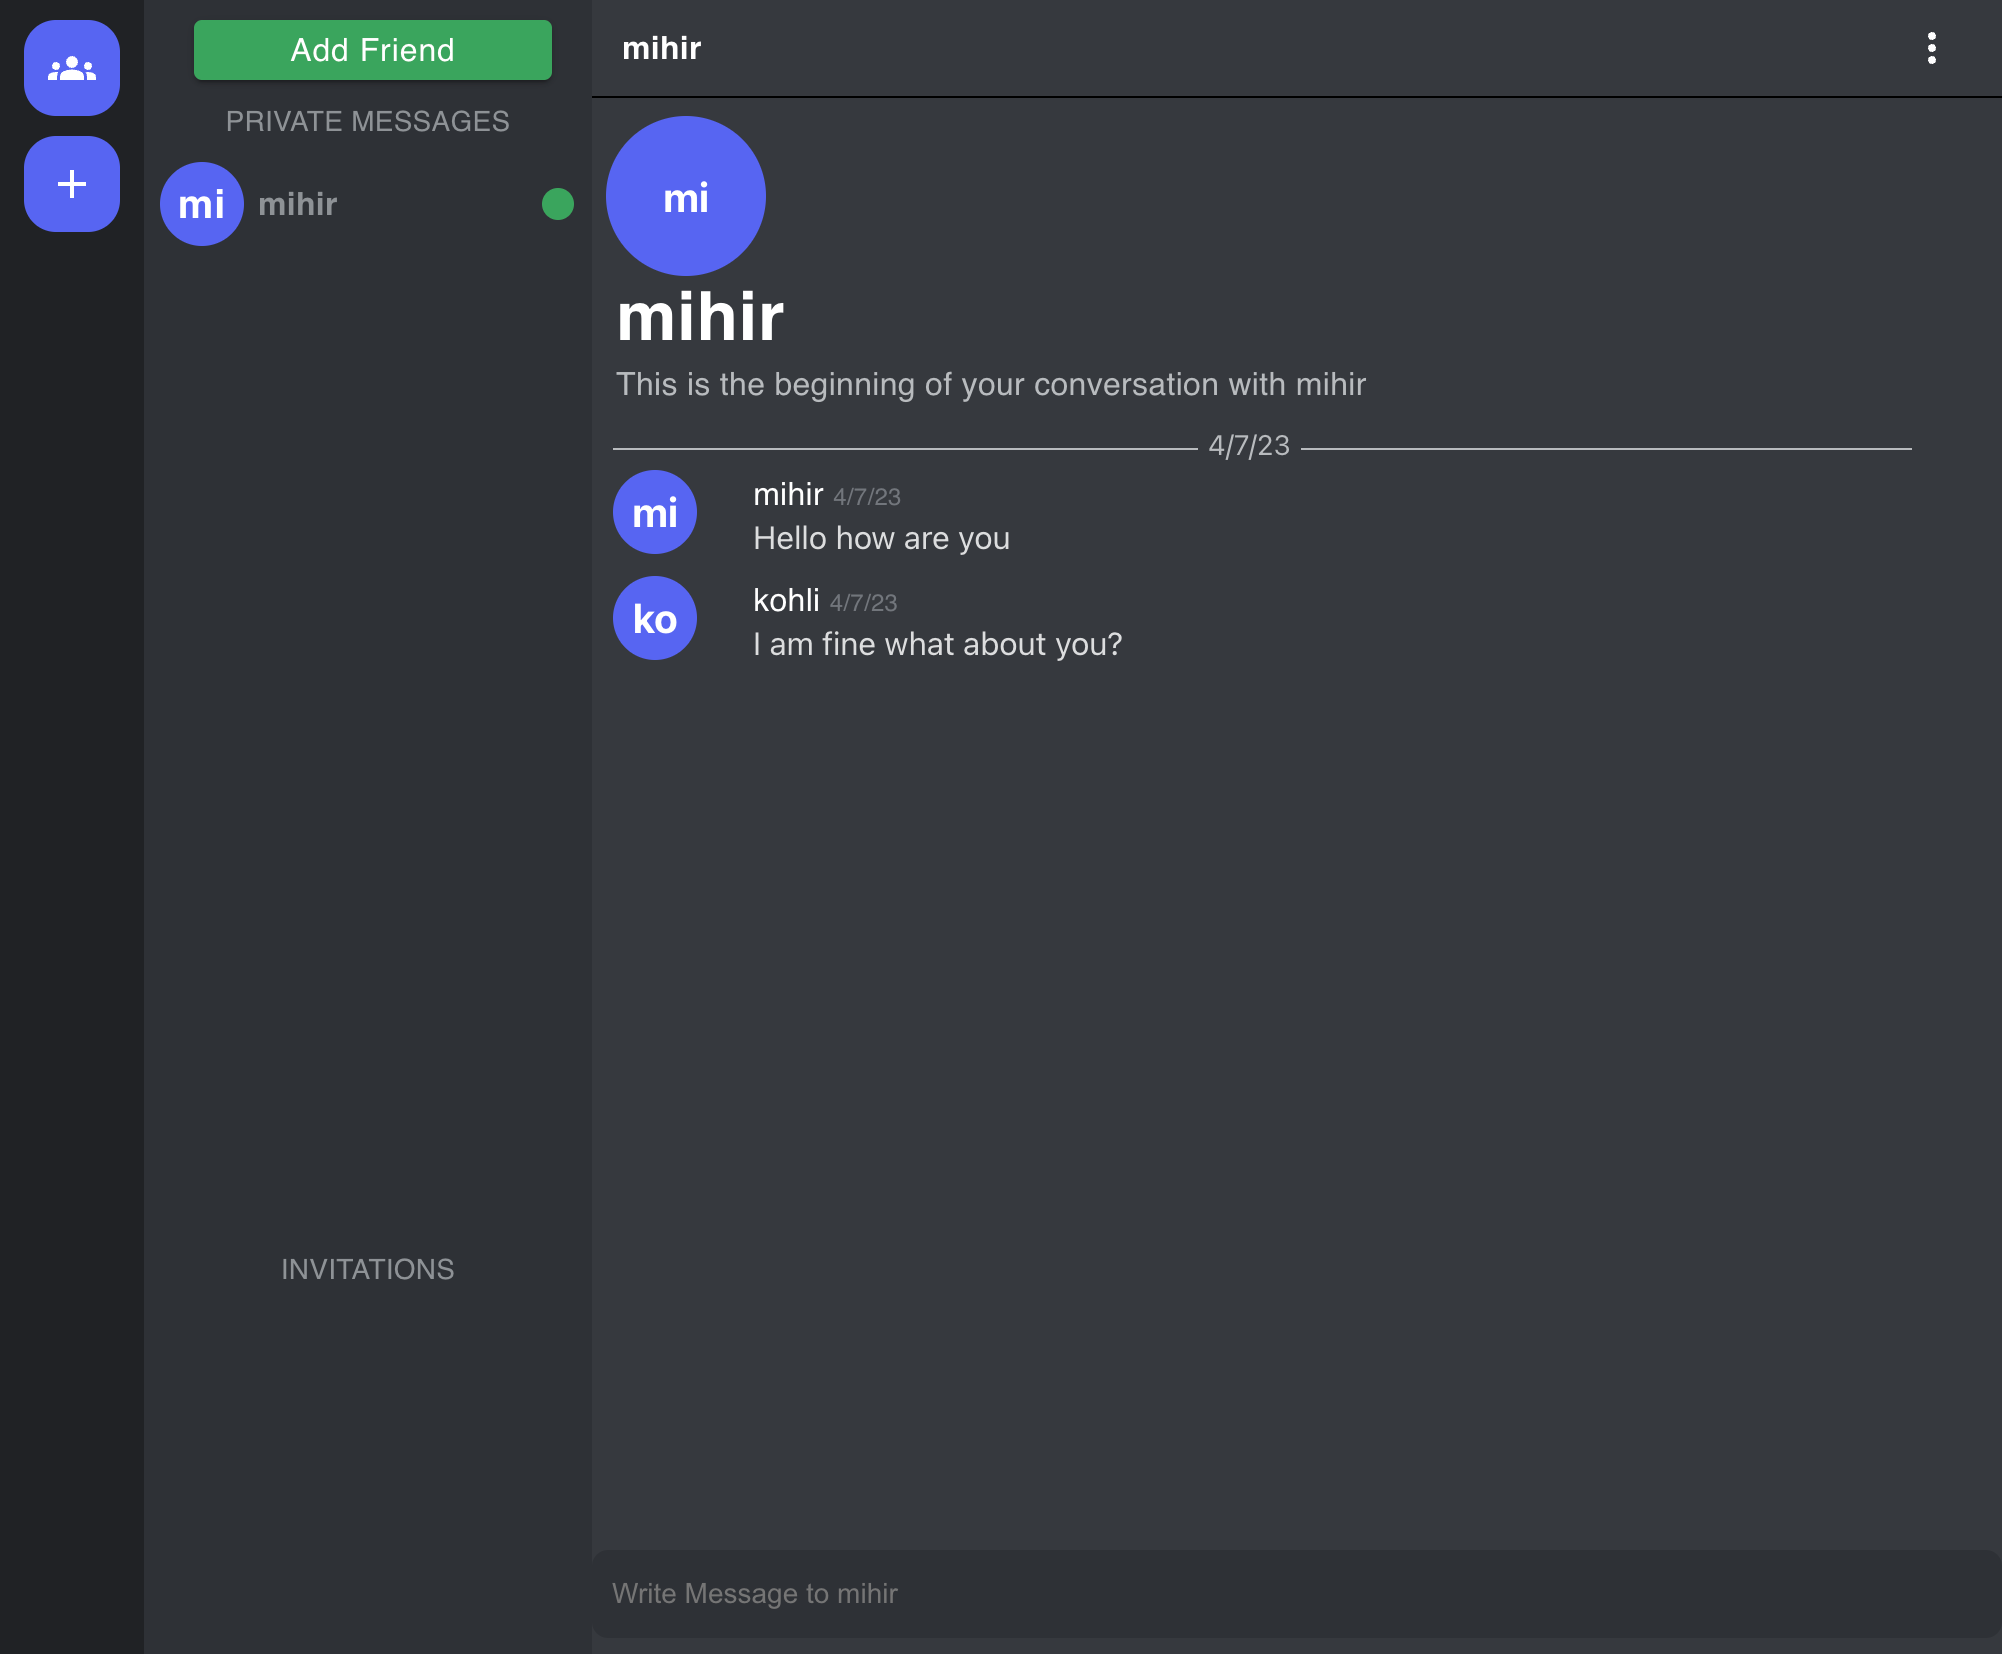 Add Friend
PRIVATE MESSAGES
mi mihir
INVITATIONS
mihir
mi
mihir
This is the beginning of your conversation with mihir
4/7/23
mi
mihir 4/7/23
Hello how are you
ko
kohli 4/7/23
I am fine what about you?
Write Message to mihir